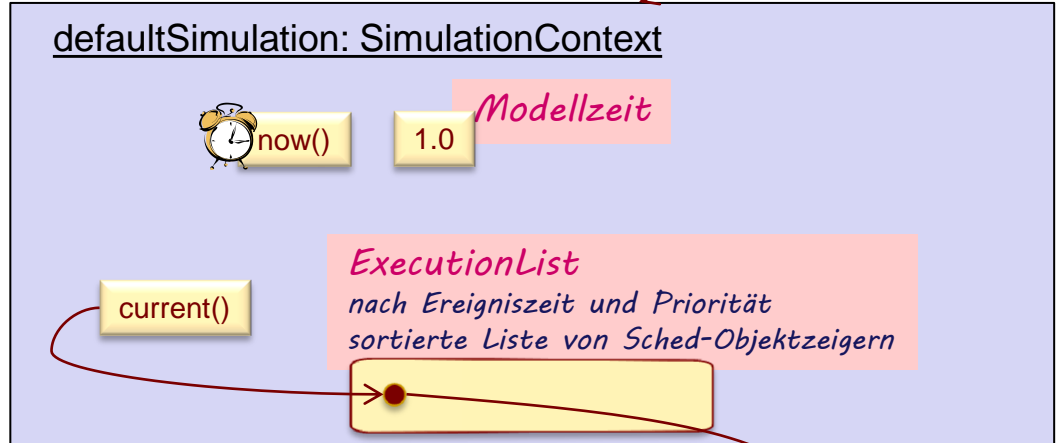 defaultSimulation: SimulationContext
Modellzeit
now() 1.0
ExecutionList
nach Ereigniszeit und Priorität
current()
sortierte Liste von Sched-Objektzeigern